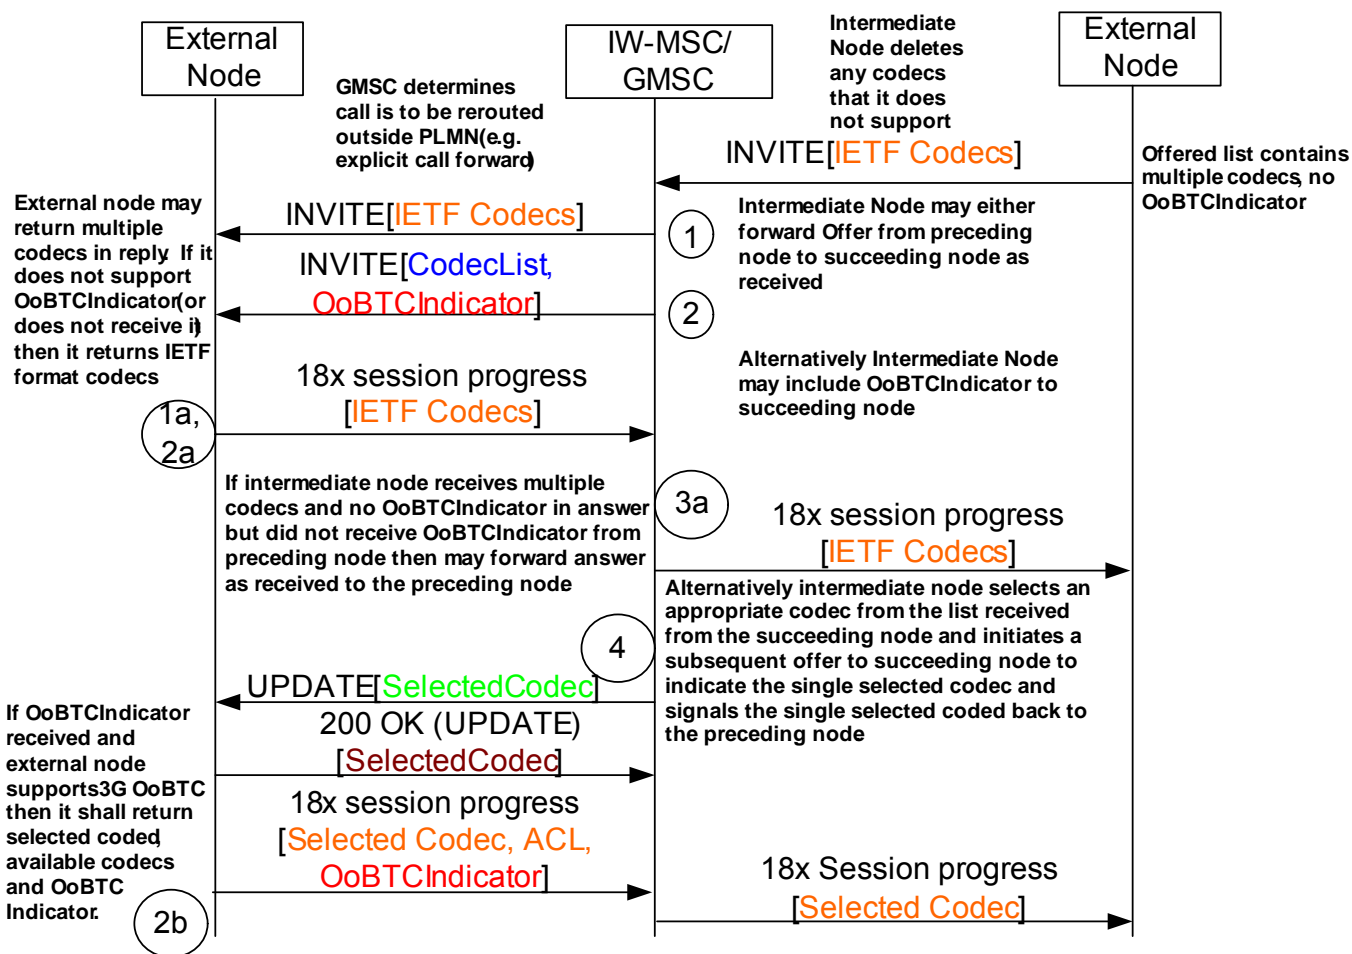 External
Node
IW-MSC/
GMSC
External
Node
Intermediate
Node deletes
any codecs
that it does
not support
GMSC determines
call is to be rerouted
outside PLMN(e.g.
explicit call forward)
INVITE[IETF Codecs]
Offered list contains
multiple codecs, no
OoBTCIndicator
External node may
return multiple
codecs in reply. If it
does not support
OoBTCIndicator(or
does not receive it)
then it returns IETF
format codecs
INVITE[IETF Codecs]
1
Intermediate Node may either
forward Offer from preceding
node to succeeding node as
received
INVITE[CodecList,
OoBTCIndicator]
2
Alternatively Intermediate Node
may include OoBTCIndicator to
succeeding node
18x session progress
[IETF Codecs]
1a,
2a
If intermediate node receives multiple
codecs and no OoBTCIndicator in answer
but did not receive OoBTCIndicator from
preceding node then may forward answer
as received to the preceding node
3a
18x session progress
[IETF Codecs]
Alternatively intermediate node selects an
appropriate codec from the list received
from the succeeding node and initiates a
subsequent offer to succeeding node to
indicate the single selected codec and
signals the single selected coded back to
the preceding node
4
UPDATE[SelectedCodec]
200 OK (UPDATE)
[SelectedCodec]
If OoBTCIndicator
received and
external node
supports3G OoBTC
then it shall return
selected coded,
available codecs
and OoBTC
Indicator.
18x session progress
[Selected Codec, ACL,
OoBTCIndicator]
2b
18x Session progress
[Selected Codec]